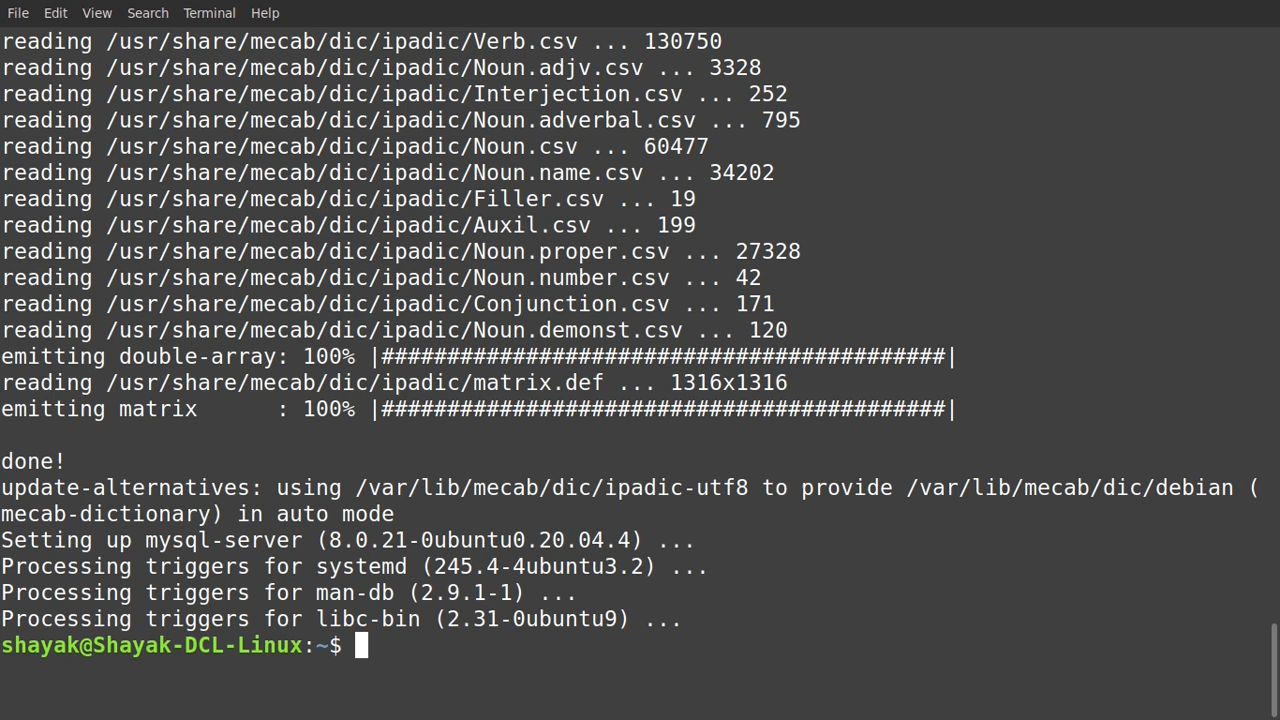 File Edit View Search Terminal Help
reading /usr/share/mecab/dic/ipadic/Verb.csv ... 130750
reading /usr/share/mecab/dic/ipadic/Noun.adjv.csv ... 3328
reading /usr/share/mecab/dic/ipadic/Interjection.csv ... 252
reading /usr/share/mecab/dic/ipadic/Noun.adverbal.csv ... 795
reading /usr/share/mecab/dic/ipadic/Noun.csv ... 60477
reading /usr/share/mecab/dic/ipadic/Noun.name.csv ... 34202
reading /usr/share/mecab/dic/ipadic/Filler.csv ... 19
reading /usr/share/mecab/dic/ipadic/Auxil.csv ... 199
reading /usr/share/mecab/dic/ipadic/Noun.proper.csv ... 27328
reading /usr/share/mecab/dic/ipadic/Noun.number.csv ... 42
reading /usr/share/mecab/dic/ipadic/Conjunction.csv ... 171
reading /usr/share/mecab/dic/ipadic/Noun.demonst.csv ... 120
emitting double-array: 100% |###########################################|
reading /usr/share/mecab/dic/ipadic/matrix.def ... 1316x1316
emitting matrix      : 100% |###########################################|

done!
update-alternatives: using /var/lib/mecab/dic/ipadic-utf8 to provide /var/lib/mecab/dic/debian (
mecab-dictionary) in auto mode
Setting up mysql-server (8.0.21-0ubuntu0.20.04.4) ...
Processing triggers for systemd (245.4-4ubuntu3.2) ...
Processing triggers for man-db (2.9.1-1) ...
Processing triggers for libc-bin (2.31-0ubuntu9) ...
shayak@Shayak-DCL-Linux:~$